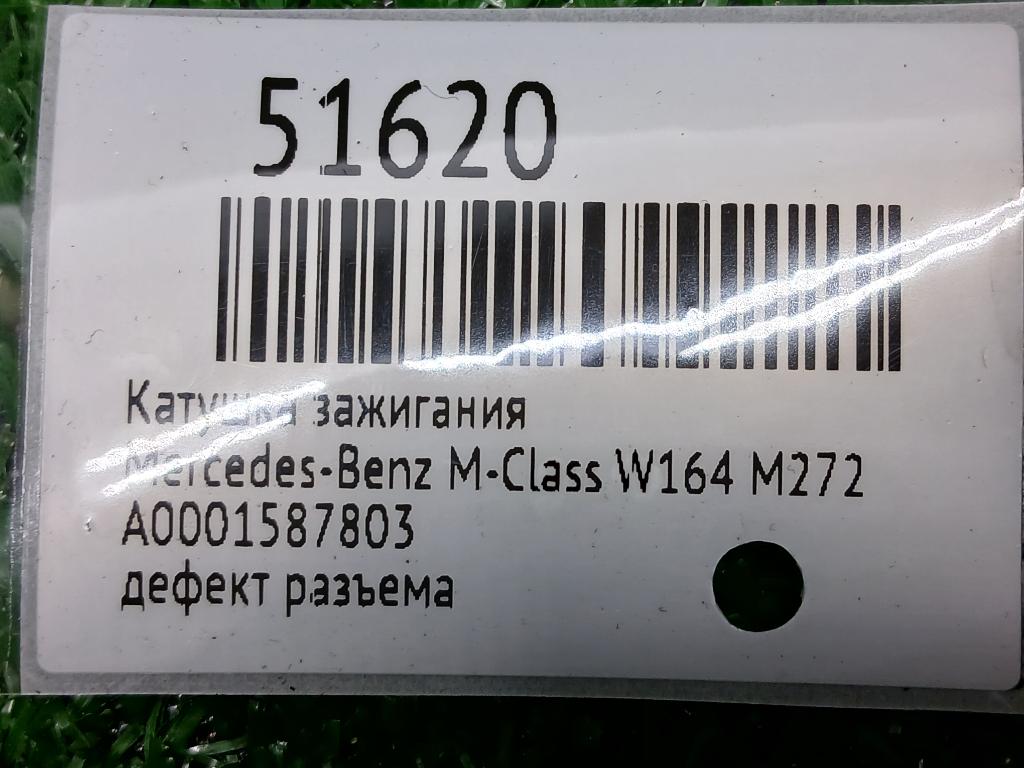 51620
Катушка зажигания
Mercedes-Benz M-Class W164 M272
A0001587803
дефект разъема